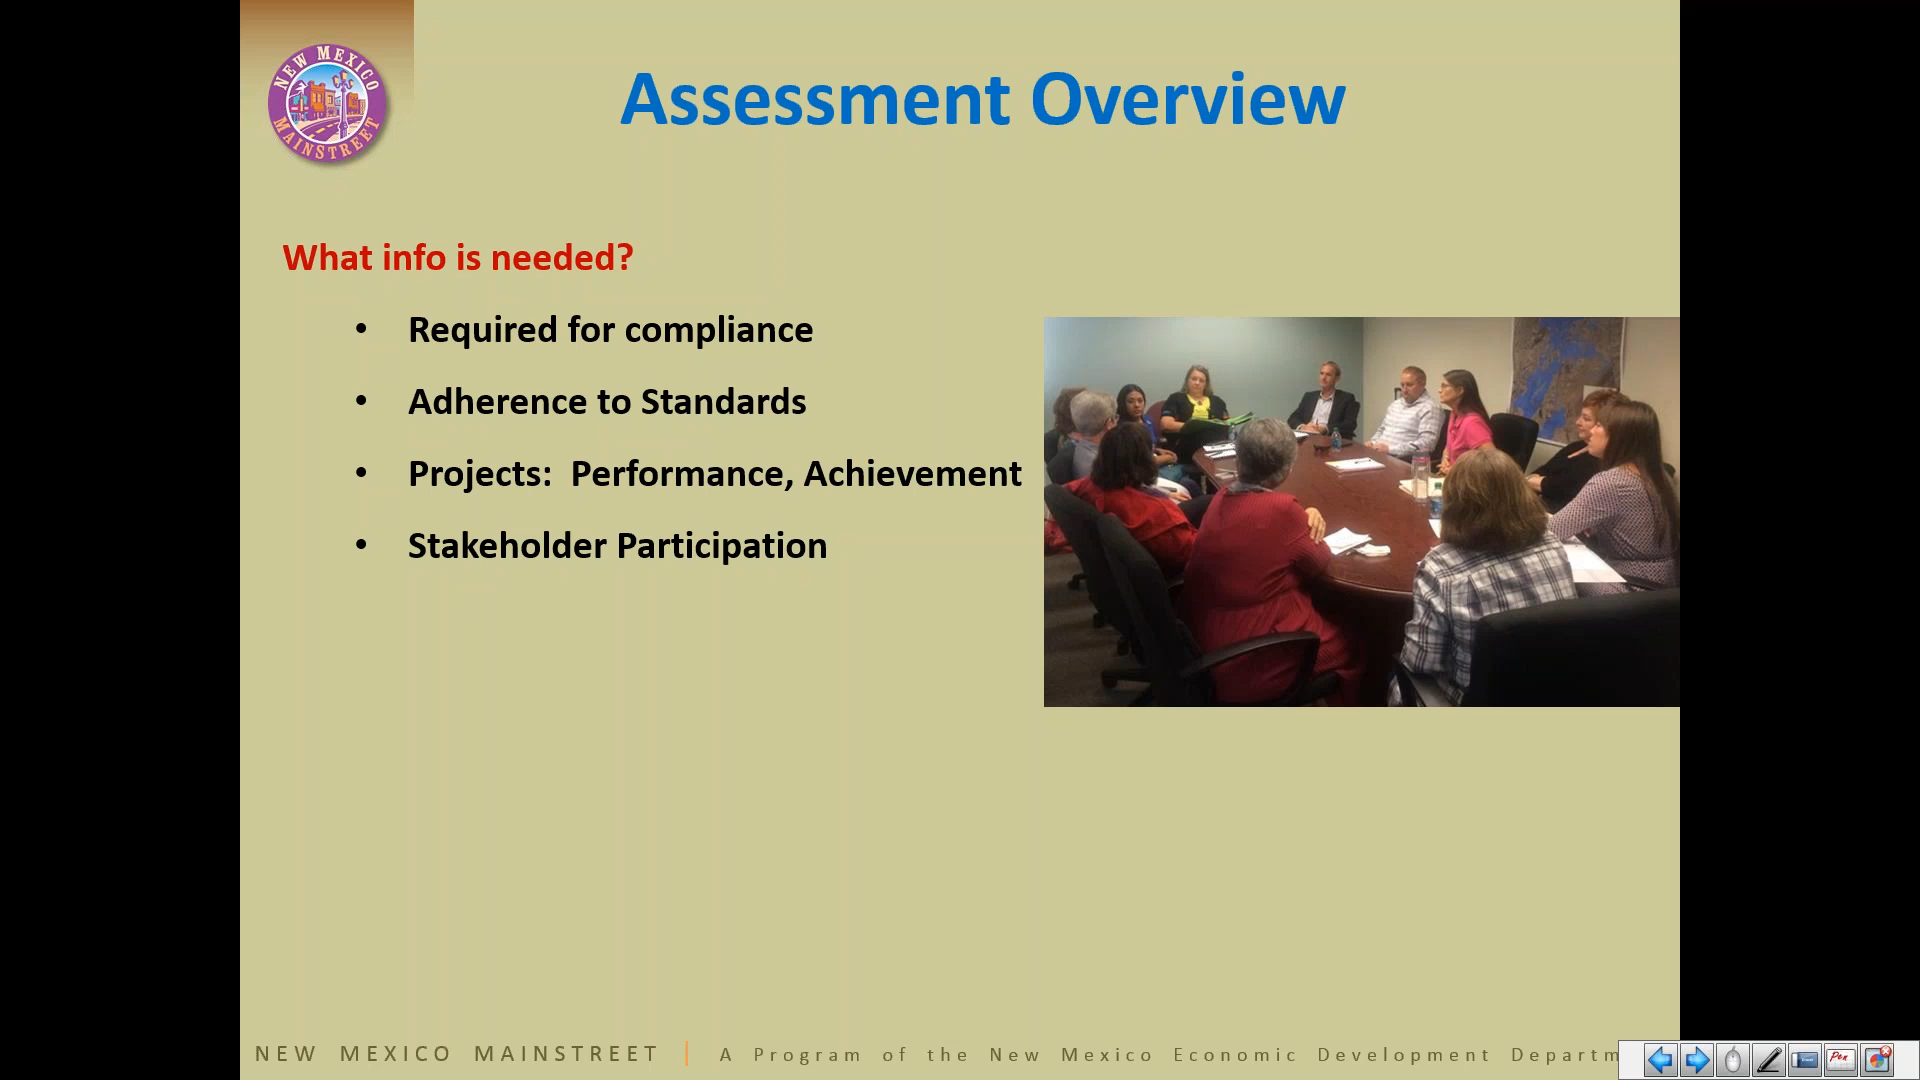 NEW MEXICO
MAINSTREET
Assessment Overview
What info is needed?
• Required for compliance
• Adherence to Standards
• Projects:  Performance, Achievement
• Stakeholder Participation
NEW MEXICO MAINSTREET | A Program of the New Mexico Economic Development Departm
Pen